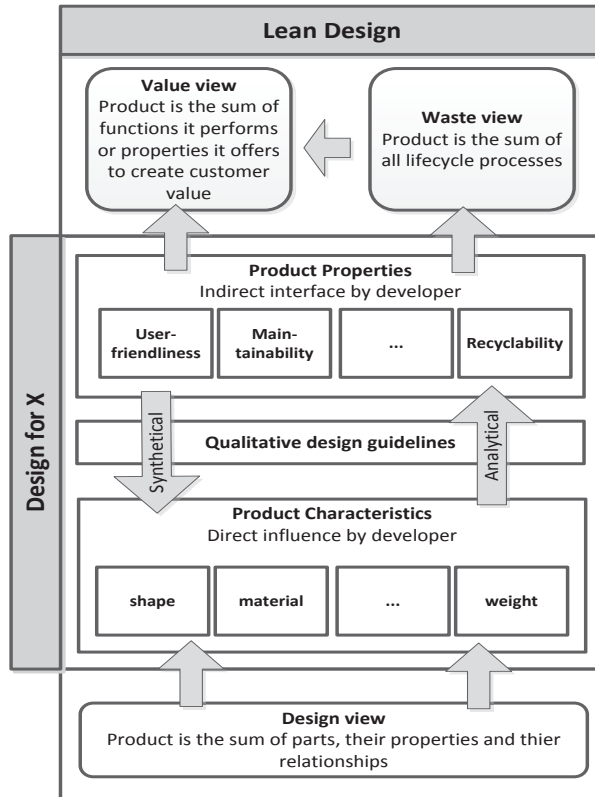 Lean Design
Value view
Product is the sum of
functions it performs
or properties it offers
to create customer
value
Waste view
Product is the sum of
all lifecycle processes
Design for X
Product Properties
Indirect interface by developer
User-
friendliness
Main-
tainability
...
Recyclability
Synthetical
Qualitative design guidelines
Analytical
Product Characteristics
Direct influence by developer
shape
material
...
weight
Design view
Product is the sum of parts, their properties and thier
relationships